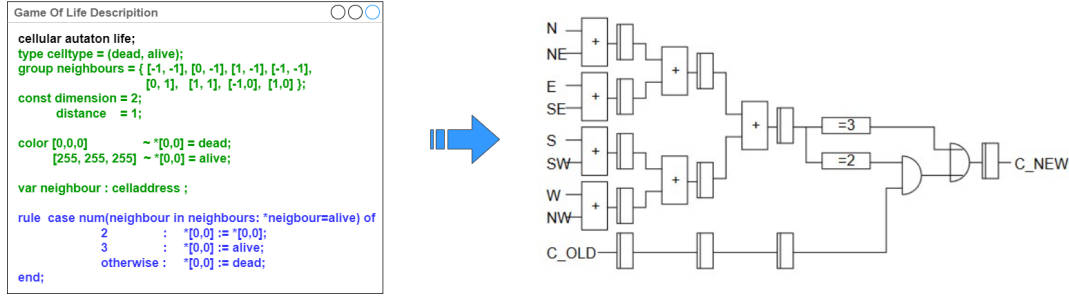 Game Of Life Descripition
cellular autaton life;
type celltype = (dead, alive);
group neighbours = { [-1, -1], [0, -1], [1, -1], [-1, -1],
[0, 1], [1, 1], [-1,0], [1,0] };
const dimension = 2;
distance = 1;
color [0,0,0] ~ *[0,0] = dead;
[255, 255, 255] ~ *[0,0] = alive;
var neighbour : celladdress ;
rule case num(neighbour in neighbours: *neigbour=alive) of
2 : *[0,0] := *[0,0];
3 : *[0,0] := alive;
otherwise : *[0,0] := dead;
end;
N
NE
+
E
SE
+
+
S
SW
+
W
NW
+
+
+
=3
=2
C_OLD
C_NEW